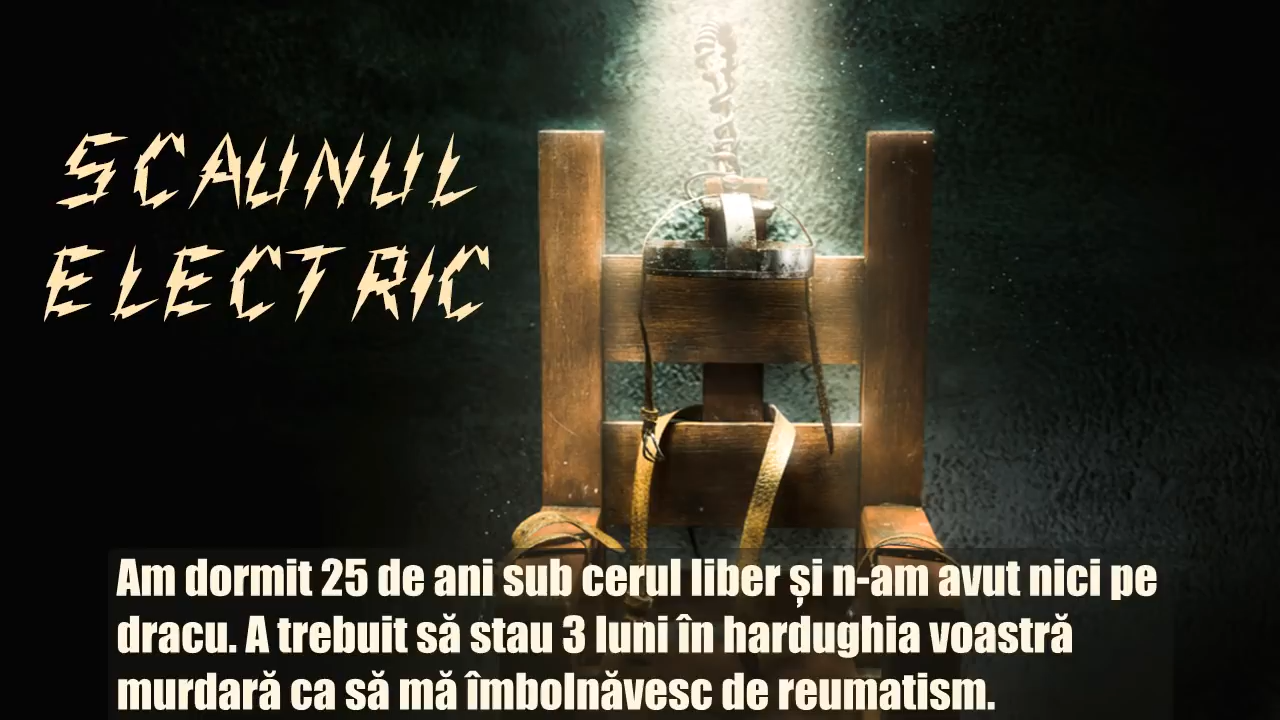 SCAUNUL
ELECTRIC
Am dormit 25 de ani sub cerul liber și n-am avut nici pe
dracu. A trebuit să stau 3 luni în hardughia voastră
murdară ca să mă îmbolnăvesc de reumatism.